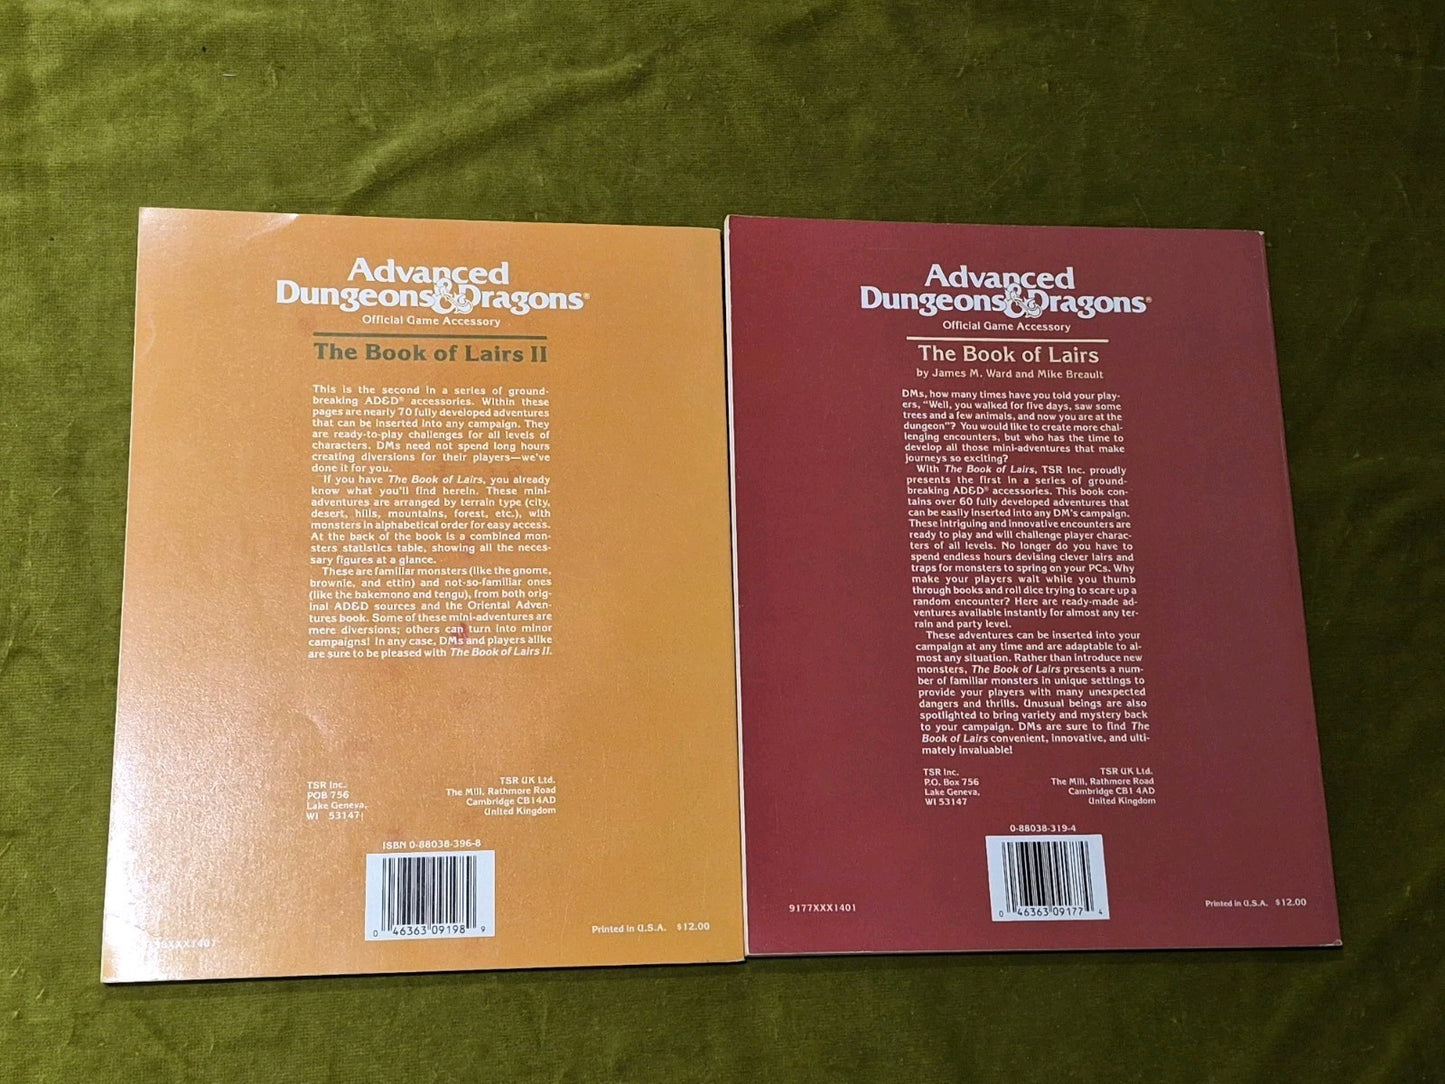 Advanced
Dungeons & Dragons®
Official Game Accessory
The Book of Lairs II
This is the second in a series of ground-
breaking AD&D® accessories. Within these
pages are nearly 70 fully developed adventures
that can be inserted into any campaign. They
are ready-to-play challenges for all levels of
characters. DMs need not spend long hours
creating diversions for their players—we've
done it for you.
If you have The Book of Lairs, you already
know what you'll find herein. These mini-
adventures are arranged by terrain type (city,
desert, hills, mountains, forest, etc.), with
monsters in alphabetical order for easy access.
At the back of the book is a combined mon-
sters statistics table, showing all the neces-
sary figures at a glance.
These are familiar monsters (like the gnome,
brownie, and ettin) and not-so-familiar ones
(like the bakemono and tengu), from both orig-
inal AD&D sources and the Oriental Adven-
tures book. Some of these mini-adventures are
mere diversions; others can turn into minor
campaigns! In any case, DMs and players alike
are sure to be pleased with The Book of Lairs II.
TSR Inc.
POB 756
Lake Geneva,
WI 53147
TSR UK Ltd.
The Mill, Rathmore Road
Cambridge CB14AD
United Kingdom
ISBN 0-88038-396-8
0 46363 09198 9
XXX1401
Printed in U.S.A. $12.00
Advanced
Dungeons & Dragons®
Official Game Accessory
The Book of Lairs
by James M. Ward and Mike Breault
DMs, how many times have you told your play-
ers, "Well, you walked for five days, saw some
trees and a few animals, and now you are at the
dungeon"? You would like to create more chal-
lenging encounters, but who has the time to
develop all those mini-adventures that make
journeys so exciting?
With The Book of Lairs, TSR Inc. proudly
presents the first in a series of ground-
breaking AD&D® accessories. This book con-
tains over 60 fully developed adventures that
can be easily inserted into any DM's campaign.
These intriguing and innovative encounters are
ready to play and will challenge player charac-
ters of all levels. No longer do you have to
spend endless hours devising clever lairs and
traps for monsters to spring on your PCs. Why
make your players wait while you thumb
through books and roll dice trying to scare up a
random encounter? Here are ready-made ad-
ventures available instantly for almost any ter-
rain and party level.
These adventures can be inserted into your
campaign at any time and are adaptable to al-
most any situation. Rather than introduce new
monsters, The Book of Lairs presents a num-
ber of familiar monsters in unique settings to
provide your players with many unexpected
dangers and thrills. Unusual beings are also
spotlighted to bring variety and mystery back
to your campaign. DMs are sure to find The
Book of Lairs convenient, innovative, and ulti-
mately invaluable!
TSR Inc.
P.O. Box 756
Lake Geneva,
WI 53147
TSR UK Ltd.
The Mill, Rathmore Road
Cambridge CB1 4AD
United Kingdom
0-88038-319-4
0 46363 09177 4
9177XXX1401
Printed in U.S.A. $12.00